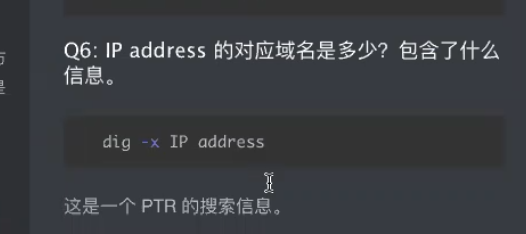 Q6: IP address 的对应域名是多少？包含了什么
信息。
dig -x IP address
这是一个 PTR 的搜索信息。